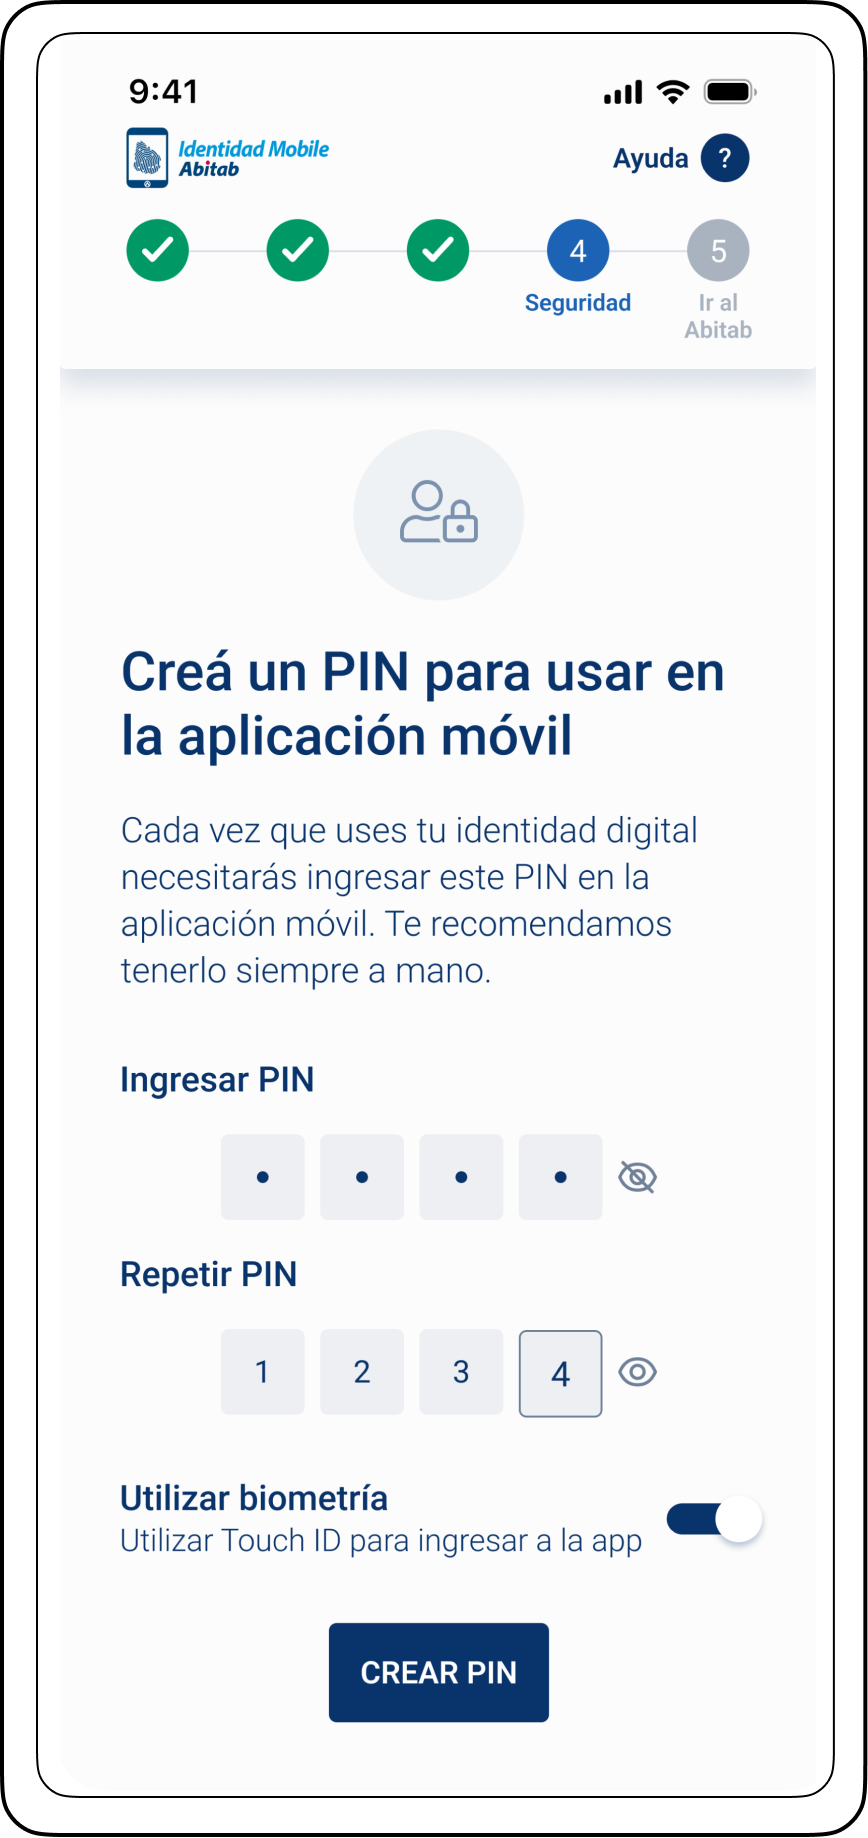 9:41
Identidad Mobile
Abitab
Ayuda ?
4 5
Seguridad Ir al
Abitab
Creá un PIN para usar en
la aplicación móvil
Cada vez que uses tu identidad digital
necesitarás ingresar este PIN en la
aplicación móvil. Te recomendamos
tenerlo siempre a mano.
Ingresar PIN
Repetir PIN
1 2 3 4
Utilizar biometría
Utilizar Touch ID para ingresar a la app
CREAR PIN